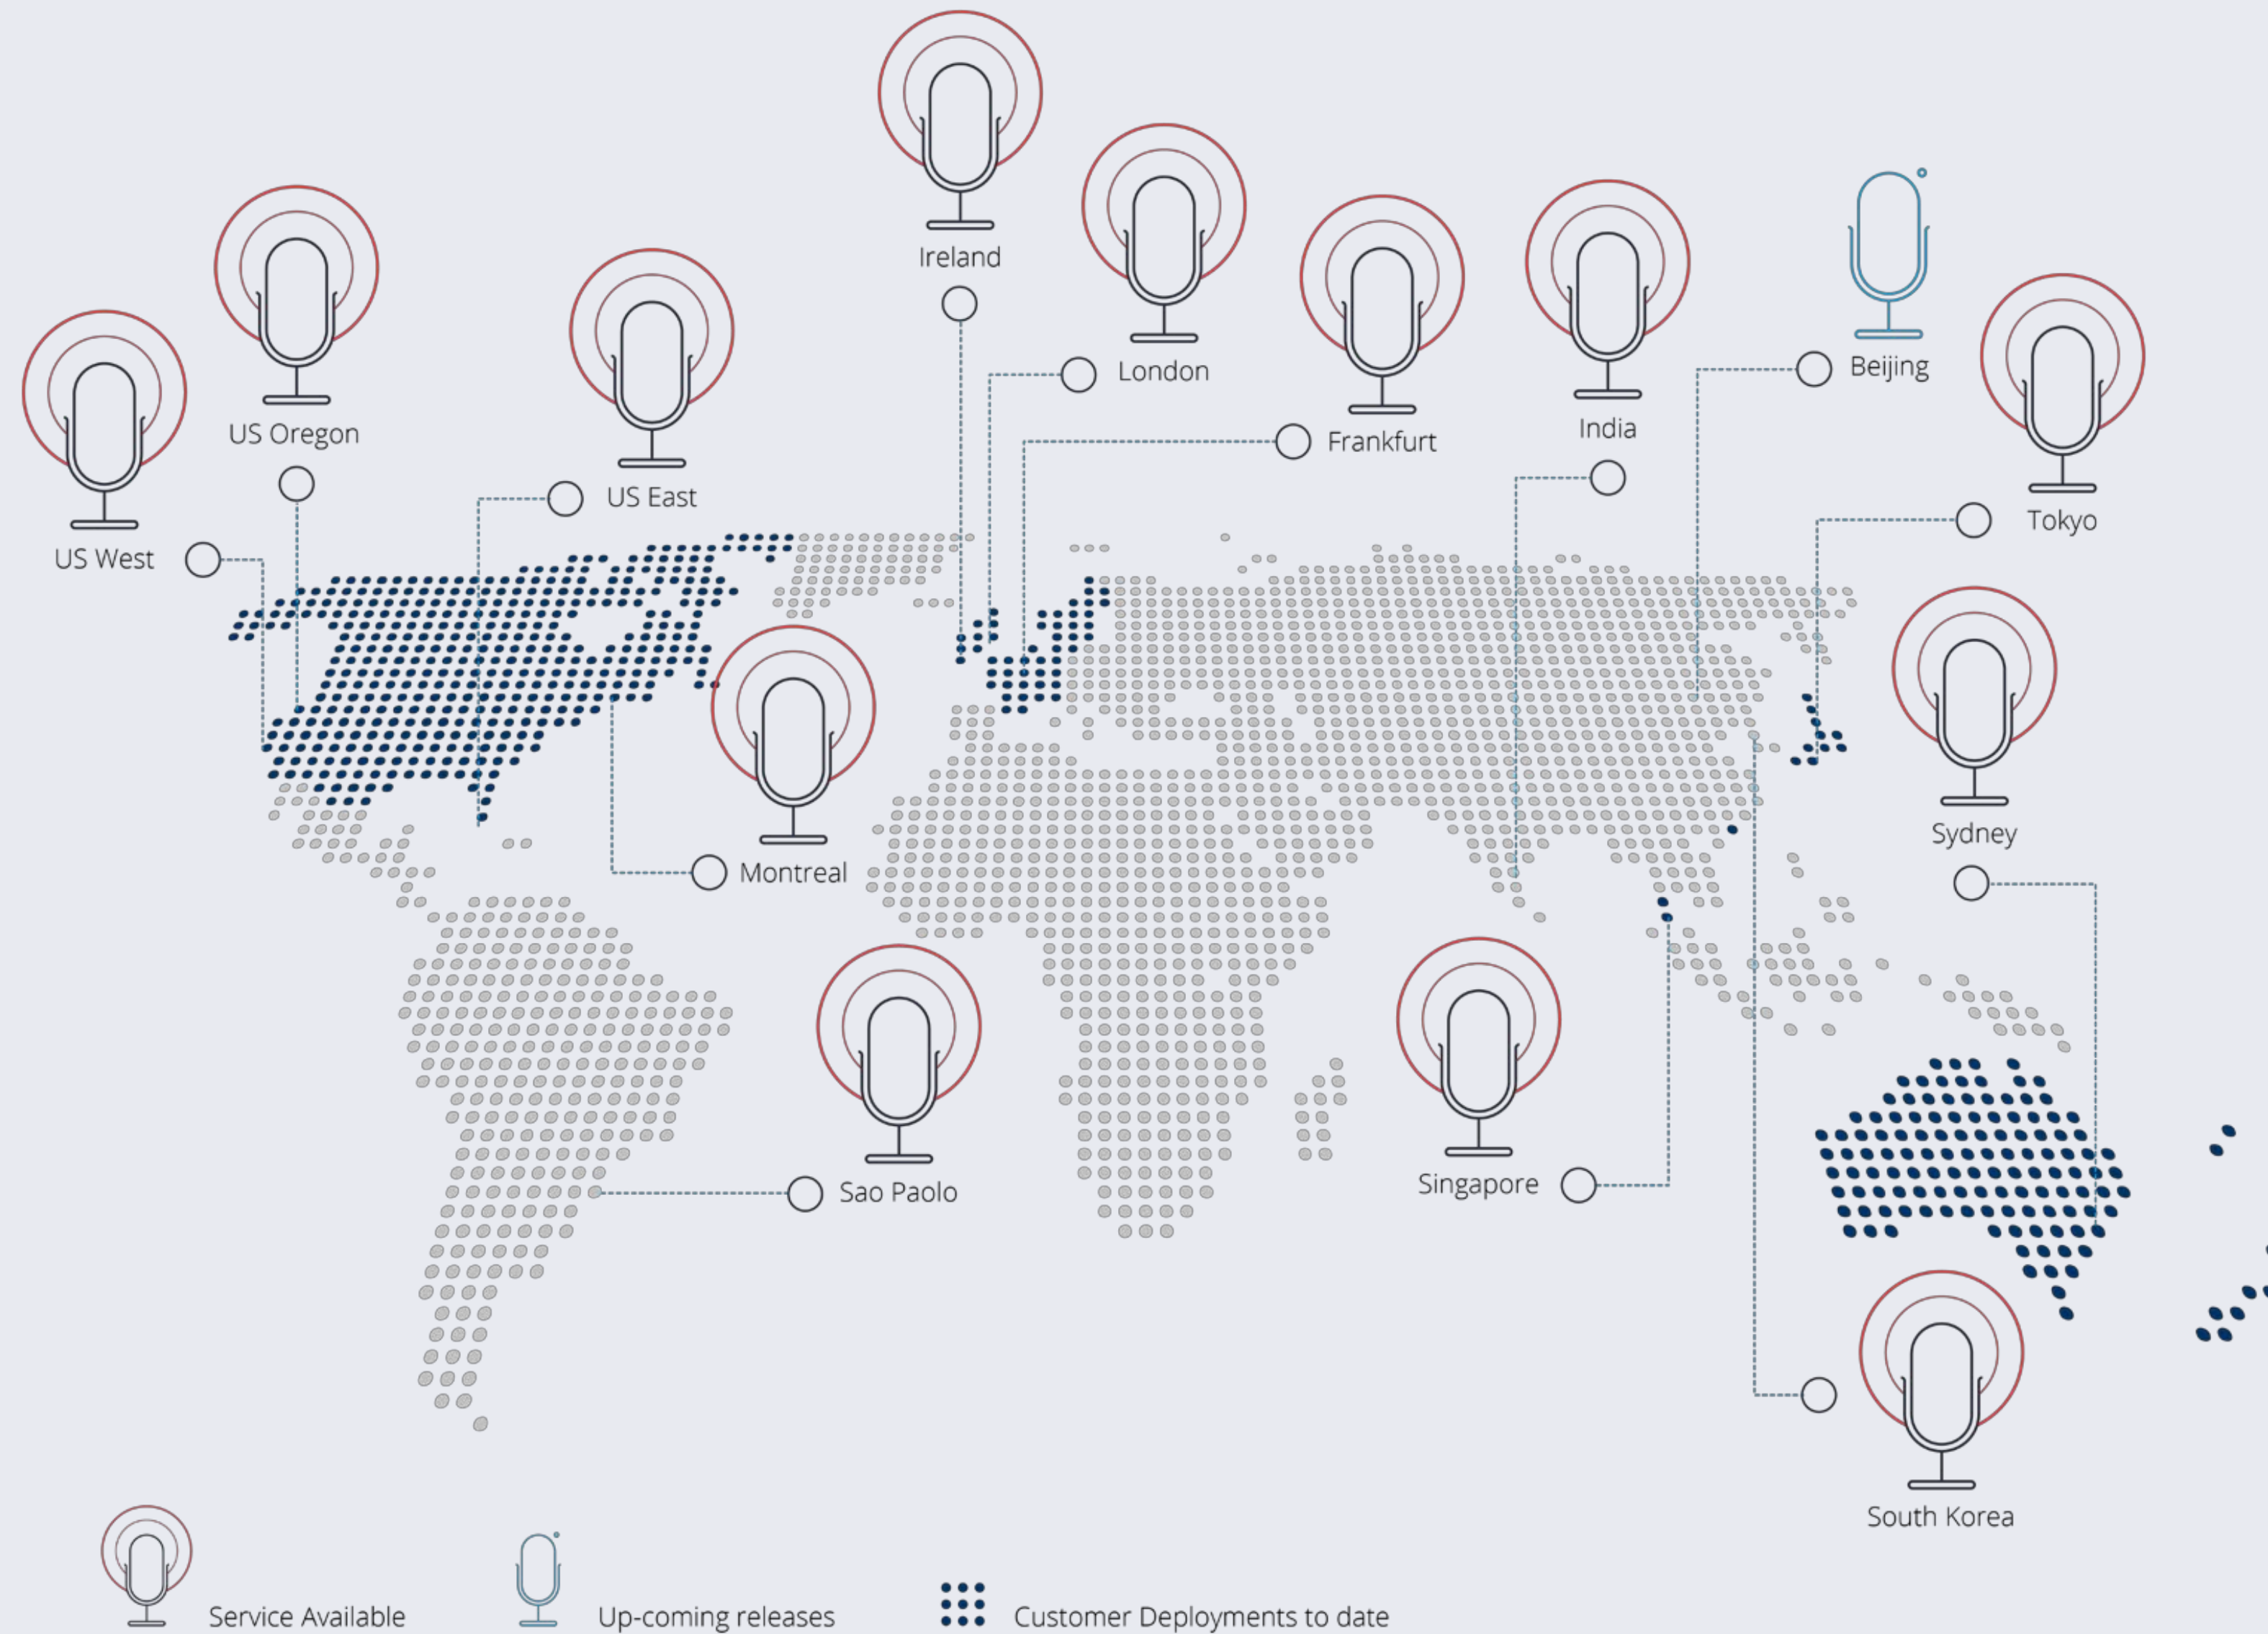 Ireland
London
Beijing
India
US Oregon
Frankfurt
US East
Tokyo
US West
Sydney
Montreal
Singapore
Sao Paolo
South Korea
Service Available
Up-coming releases
Customer Deployments to date